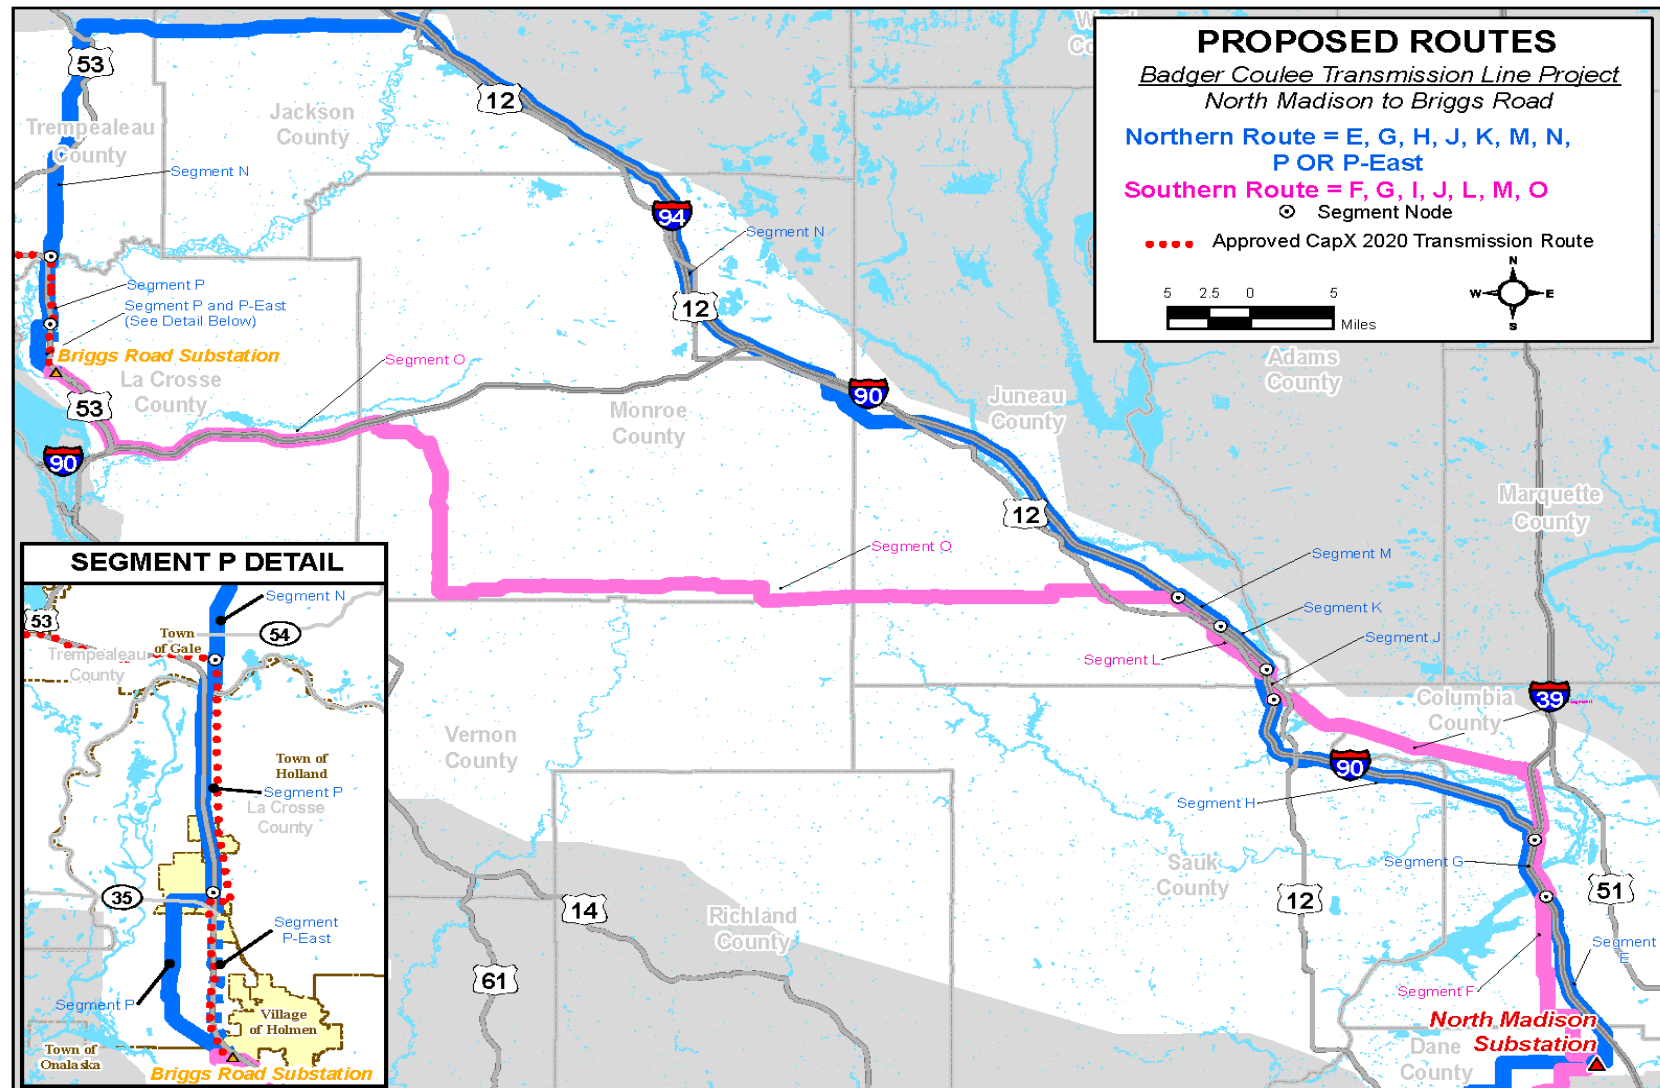 PROPOSED ROUTES
Badger Coulee Transmission Line Project
North Madison to Briggs Road
Northern Route = E, G, H, J, K, M, N,
P OR P-East
Southern Route = F, G, I, J, L, M, O
Segment Node
Approved CapX 2020 Transmission Route
N
W E
S
5 2.5 0 5
Miles
53
12
Jackson
County
Trempealeau
County
Segment N
94
Segment N
12
Segment P
Segment P and P-East
(See Detail Below)
Briggs Road Substation
La Crosse
County
53
Segment O
90
Monroe
County
90
Juneau
County
Adams
County
Marquette
County
12
Segment O
Segment M
Segment K
Segment J
Segment L
Columbia
County
39
Vernon
County
90
Segment H
Segment G
Sauk
County
12
51
14
Richland
County
61
Segment
E
Segment F
North Madison
Substation
Dane
County
SEGMENT P DETAIL
Segment N
53
54
Town
of Gale
Trempealeau
County
Town of
Holland
Segment P
La Crosse
County
35
Segment
P-East
Segment P
Village
of Holmen
Town of
Onalaska
Briggs Road Substation